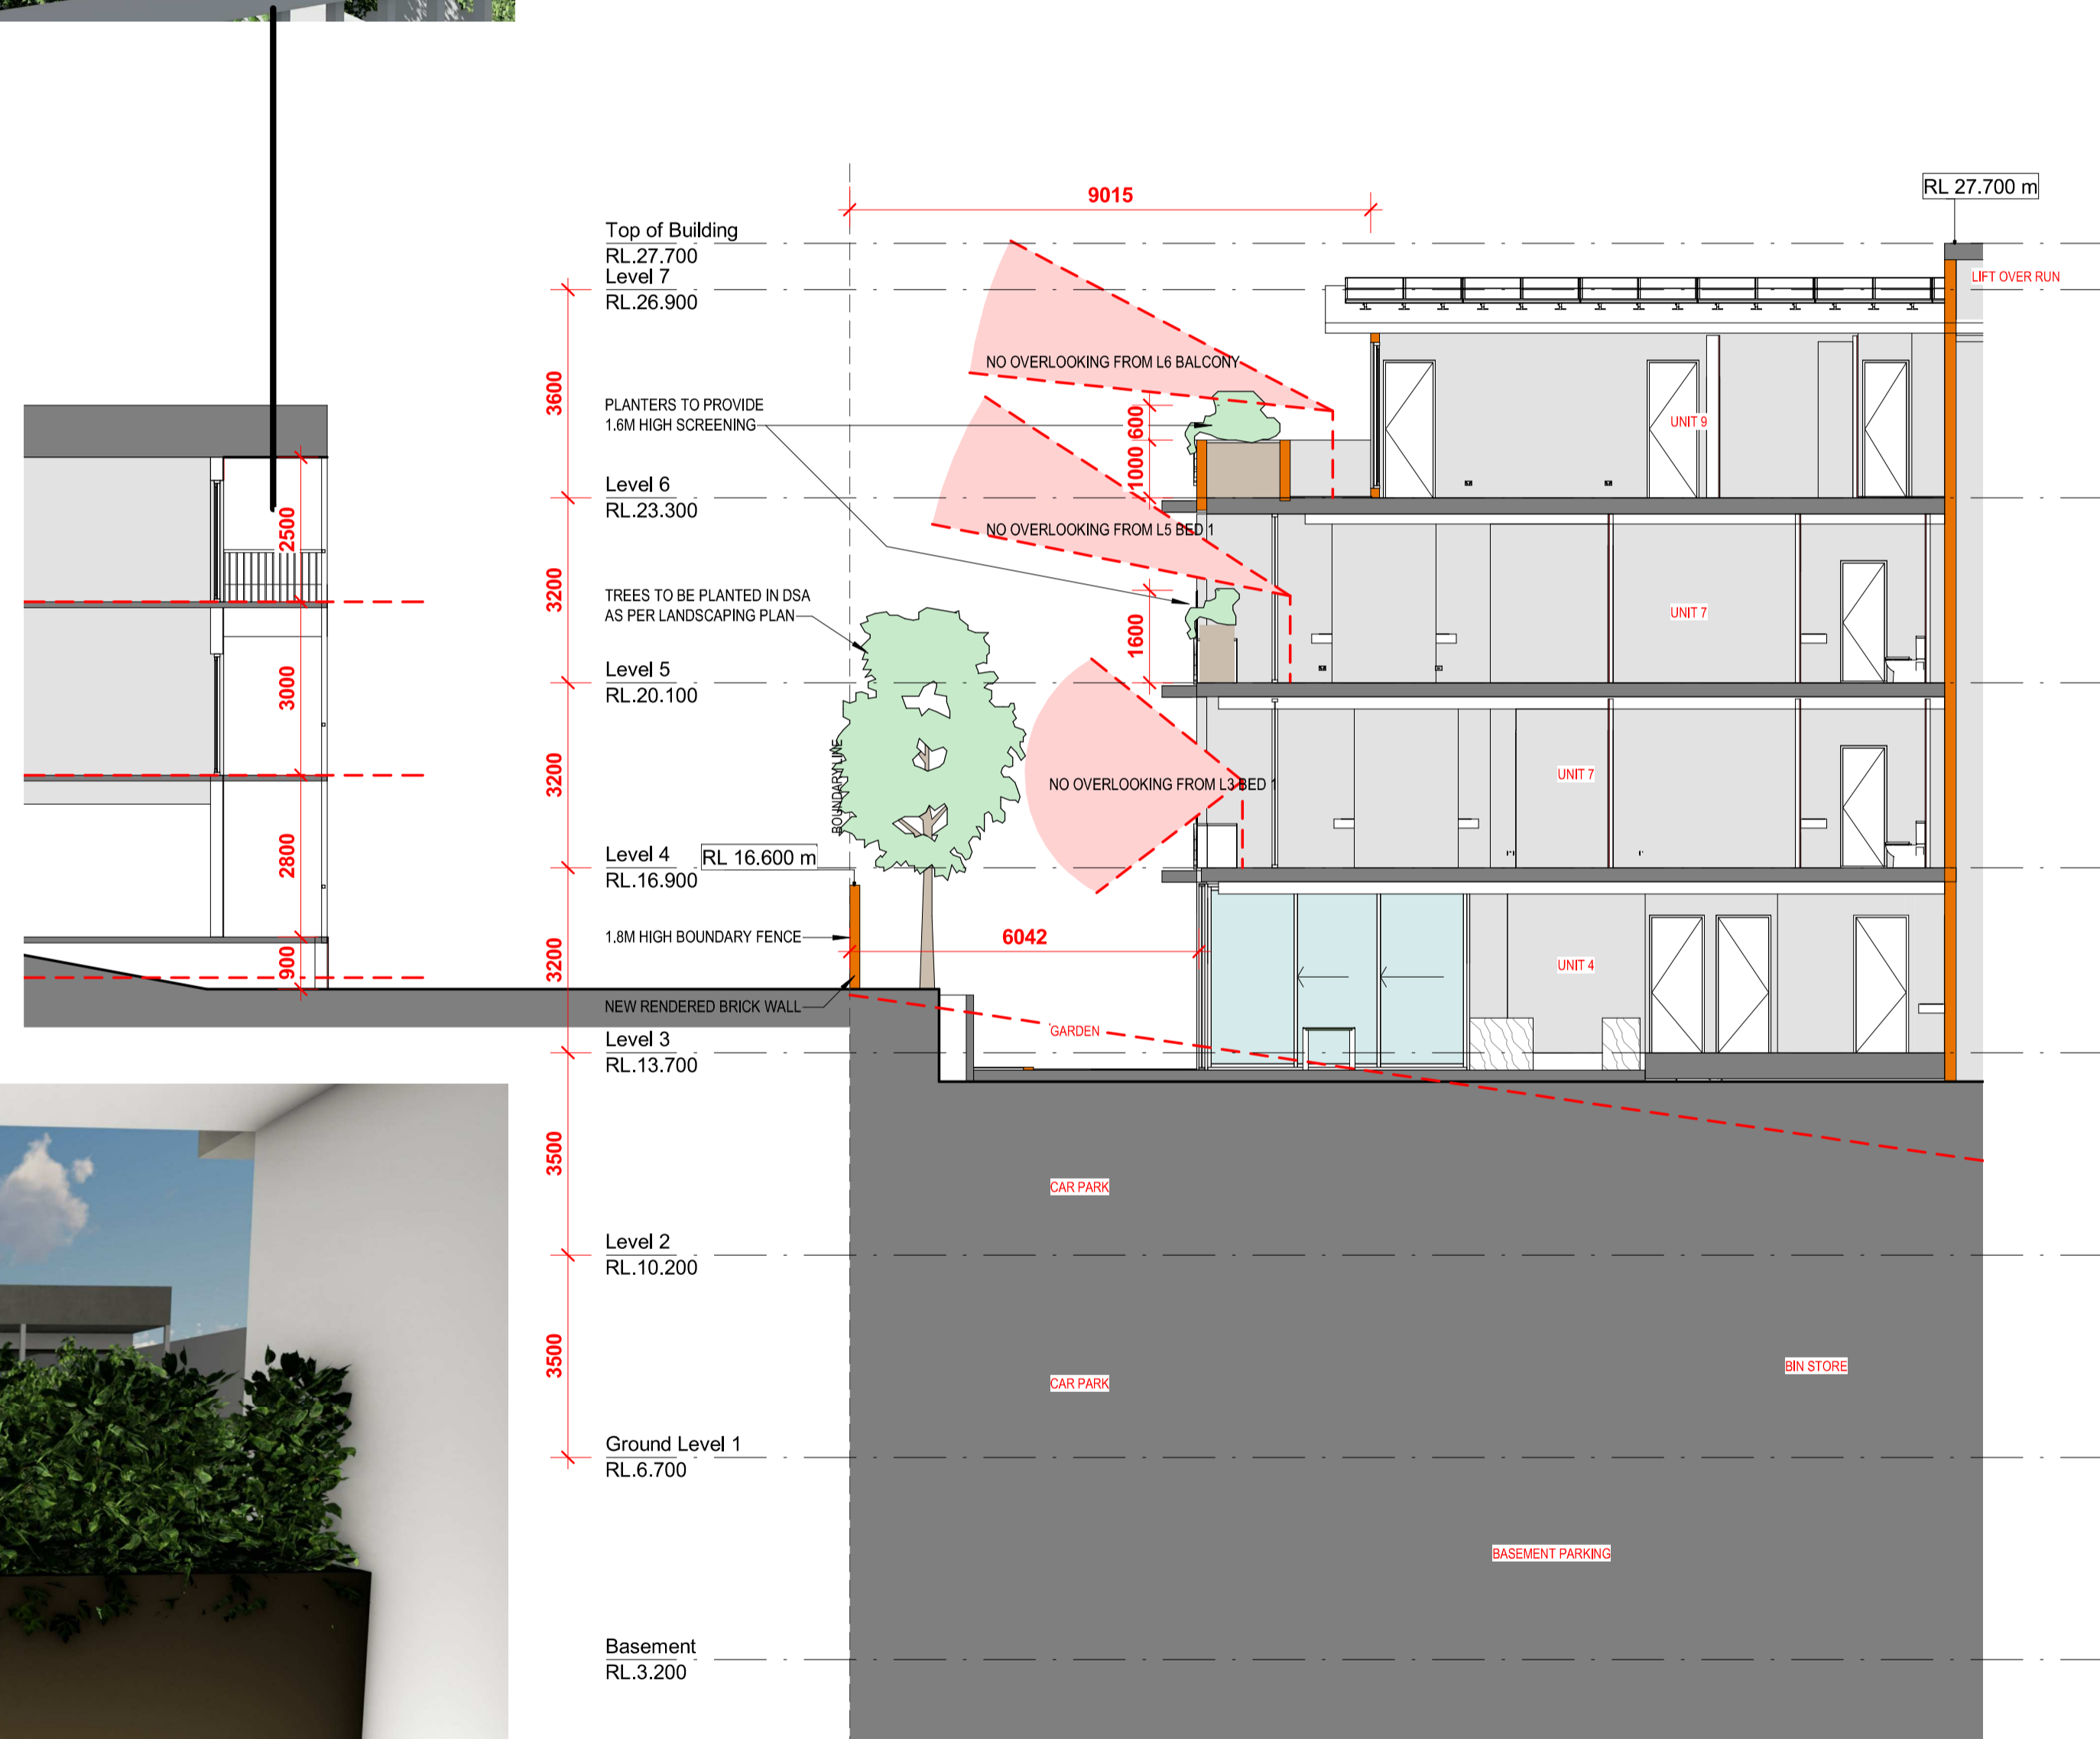 9015
RL 27.700 m
Top of Building
RL.27.700
Level 7
RL.26.900
LIFT OVER RUN
NO OVERLOOKING FROM L6 BALCONY
3600
PLANTERS TO PROVIDE
1.6M HIGH SCREENING
600
1000
UNIT 9
Level 6
RL.23.300
2500
NO OVERLOOKING FROM L5 BED 1
3200
TREES TO BE PLANTED IN DSA
AS PER LANDSCAPING PLAN
1600
UNIT 7
Level 5
RL.20.100
3000
3200
BOUNDARY LINE
NO OVERLOOKING FROM L3 BED 1
UNIT 7
2800
Level 4
RL.16.900
RL 16.600 m
1.8M HIGH BOUNDARY FENCE
6042
900
3200
UNIT 4
NEW RENDERED BRICK WALL
GARDEN
Level 3
RL.13.700
3500
CAR PARK
Level 2
RL.10.200
3500
CAR PARK
BIN STORE
Ground Level 1
RL.6.700
BASEMENT PARKING
Basement
RL.3.200